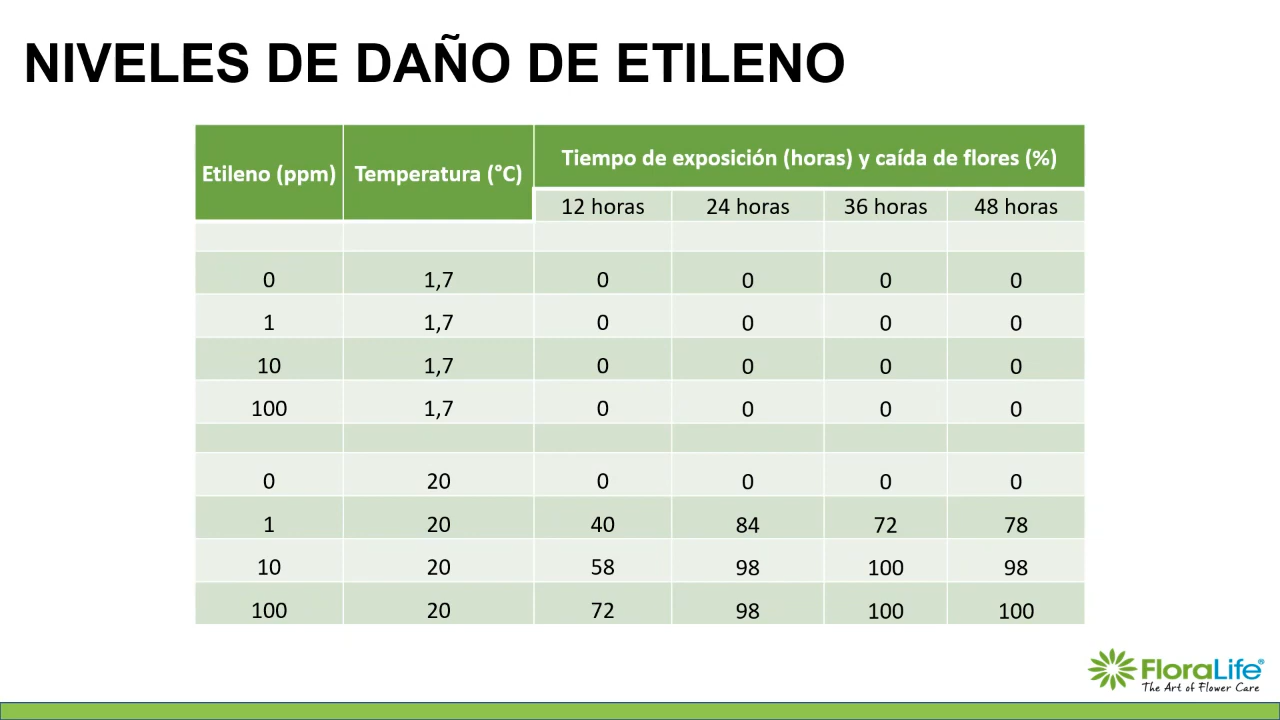 NIVELES DE DAÑO DE ETILENO
Etileno (ppm) Temperatura (°C) Tiempo de exposición (horas) y caída de flores (%)
12 horas 24 horas 36 horas 48 horas
0 1,7 0 0 0 0
1 1,7 0 0 0 0
10 1,7 0 0 0 0
100 1,7 0 0 0 0
0 20 0 0 0 0
1 20 40 84 72 78
10 20 58 98 100 98
100 20 72 98 100 100
FloraLife®
The Art of Flower Care